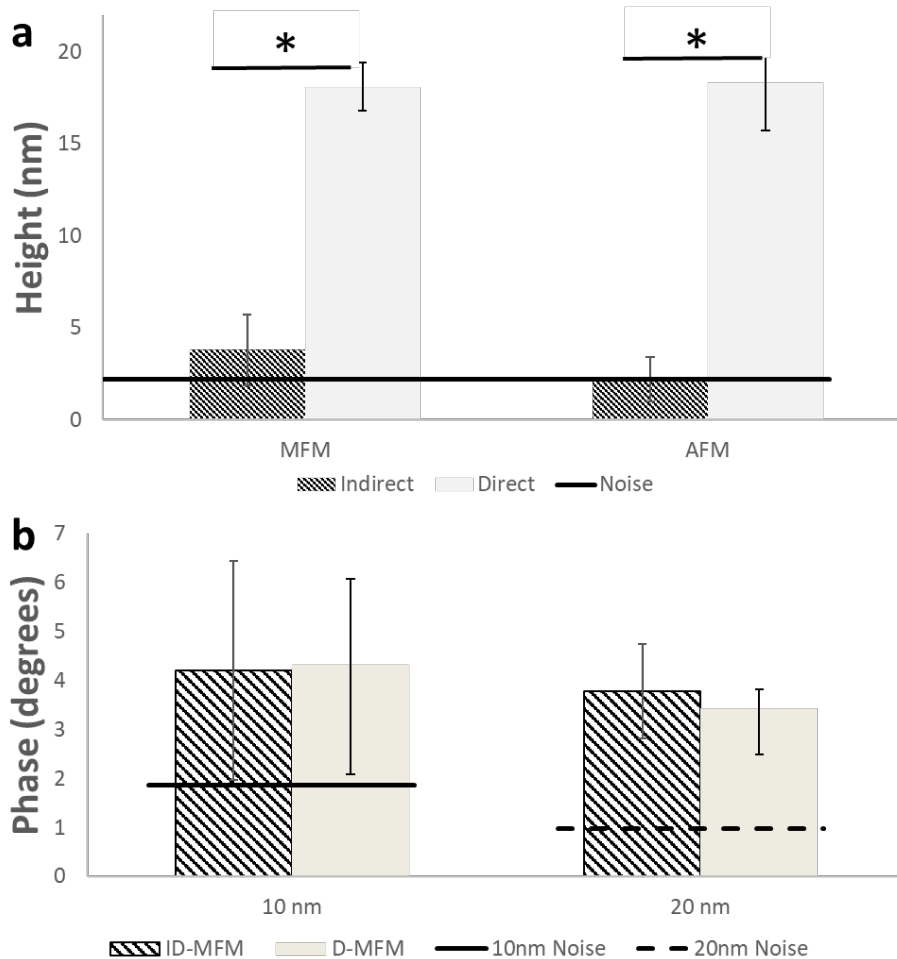 a
*
*
Height (nm)
20
15
10
5
0
MFM
AFM
Indirect
Direct
Noise
b
Phase (degrees)
7
6
5
4
3
2
1
0
10 nm
20 nm
ID-MFM
D-MFM
10nm Noise
20nm Noise